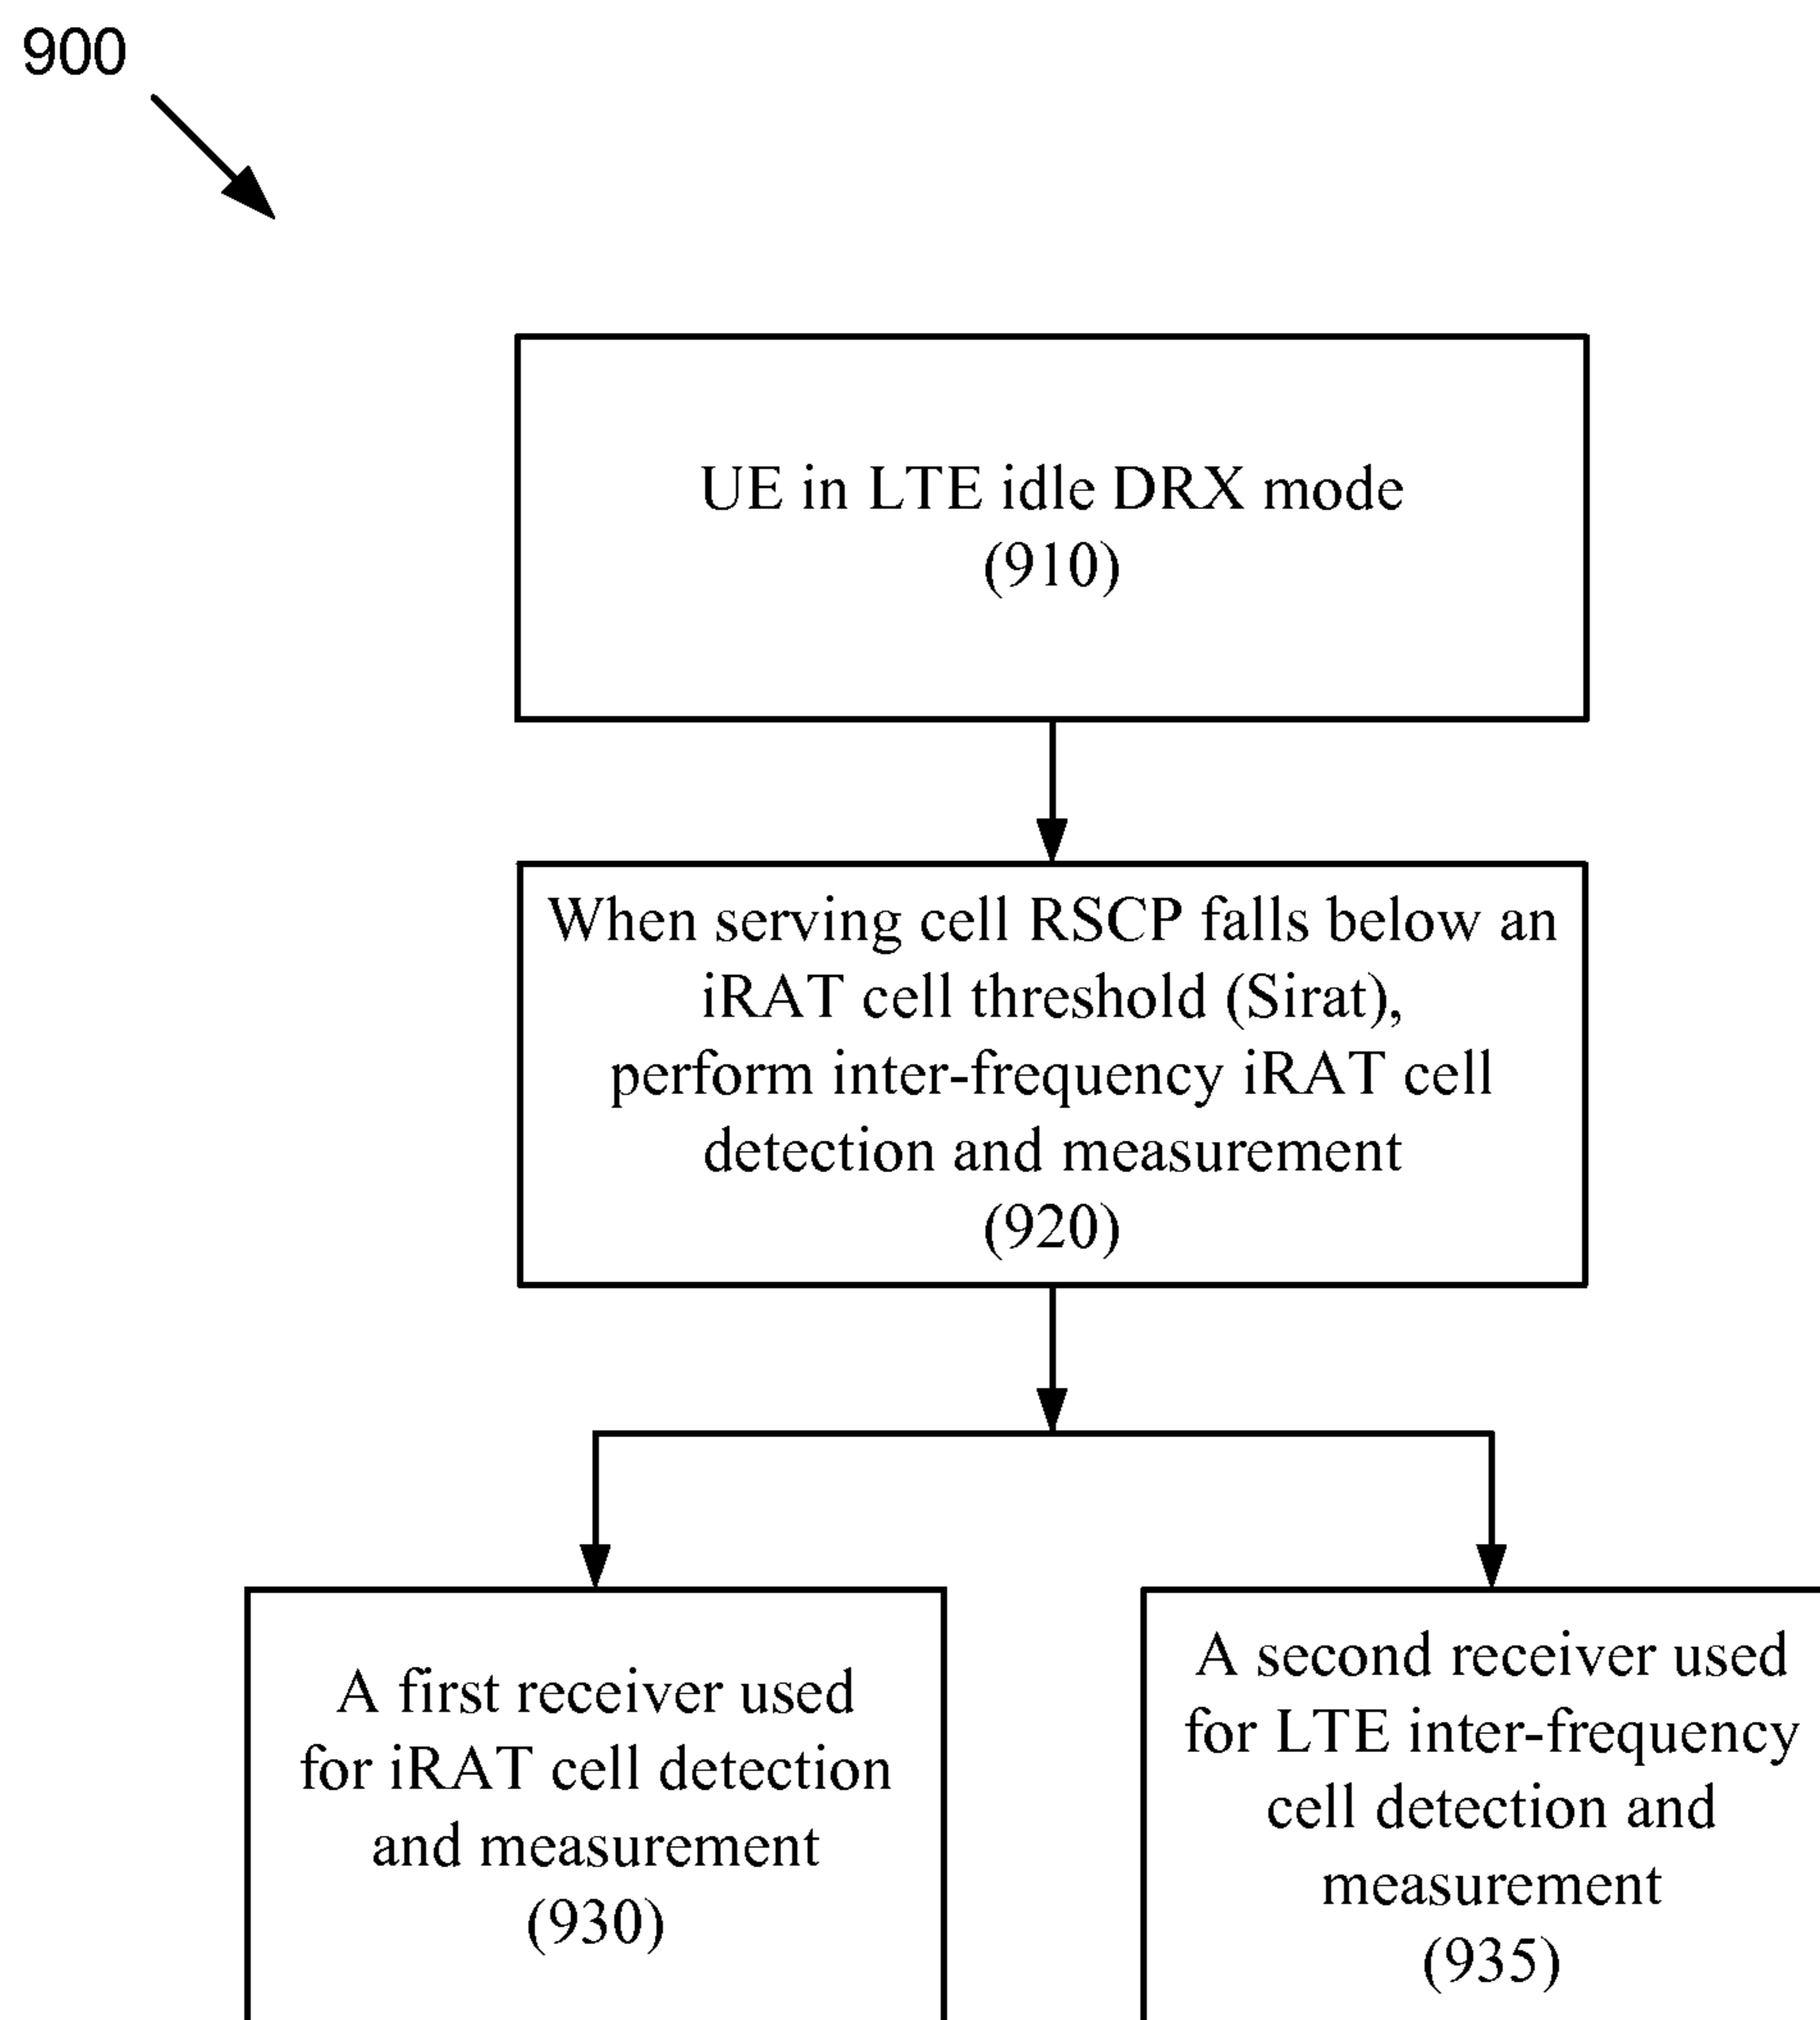 900
UE in LTE idle DRX mode
(910)
When serving cell RSCP falls below an
iRAT cell threshold (Sirat),
perform inter-frequency iRAT cell
detection and measurement
(920)
A first receiver used
for iRAT cell detection
and measurement
(930)
A second receiver used
for LTE inter-frequency
cell detection and
measurement
(935)